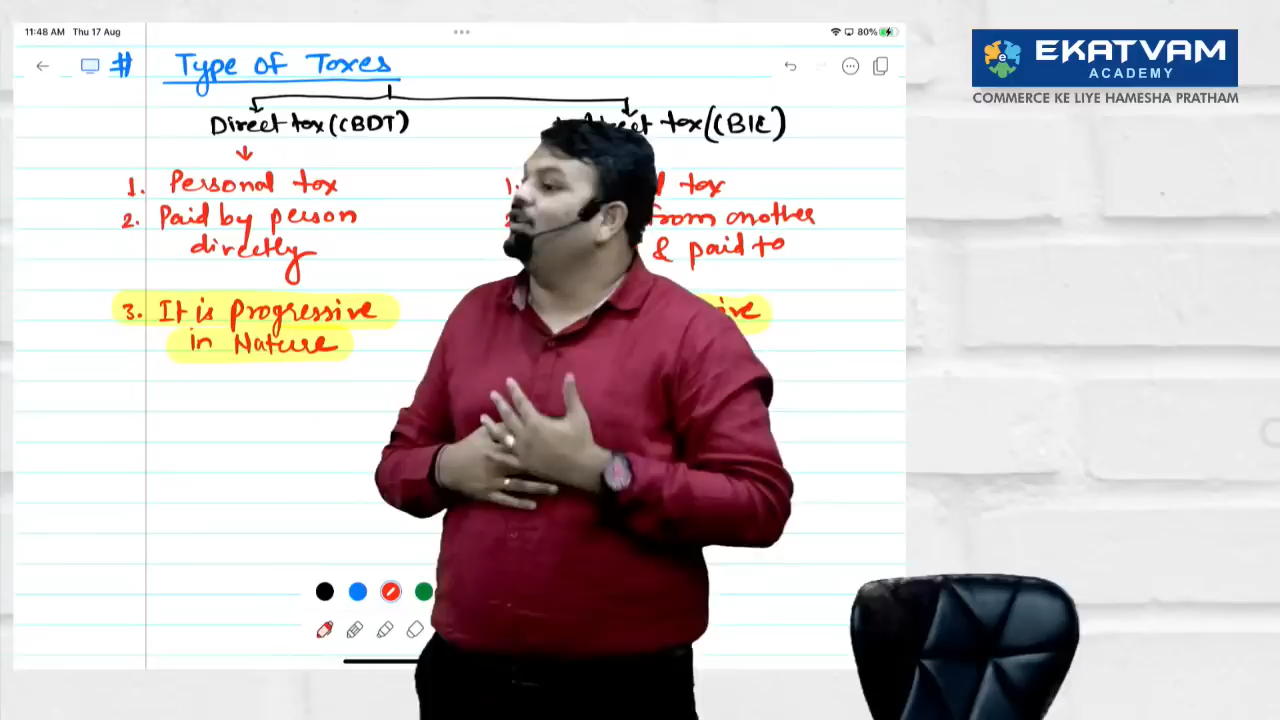 11:48 AM Thu 17 Aug
80%
EKATVAM
ACADEMY
COMMERCE KE LIYE HAMESHA PRATHAM
# Type of Taxes
Direct tax (CBDT)
tax (CBIC)
1. Personal tax
2. Paid by person
directly
3. It is progressive
in Nature
1. tax
from another
& paid to